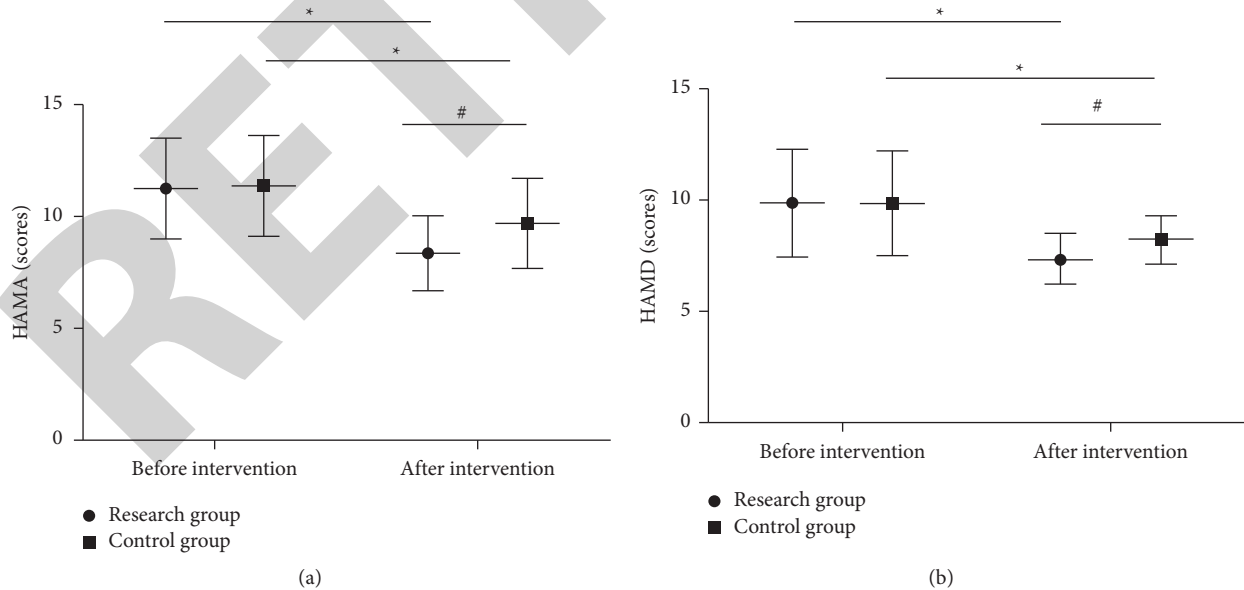 *
*
#
15
10
5
0
HAMA (scores)
Before intervention
After intervention
Research group
Control group
(a)
*
*
#
15
10
5
0
HAMD (scores)
Before intervention
After intervention
Research group
Control group
(b)
RET